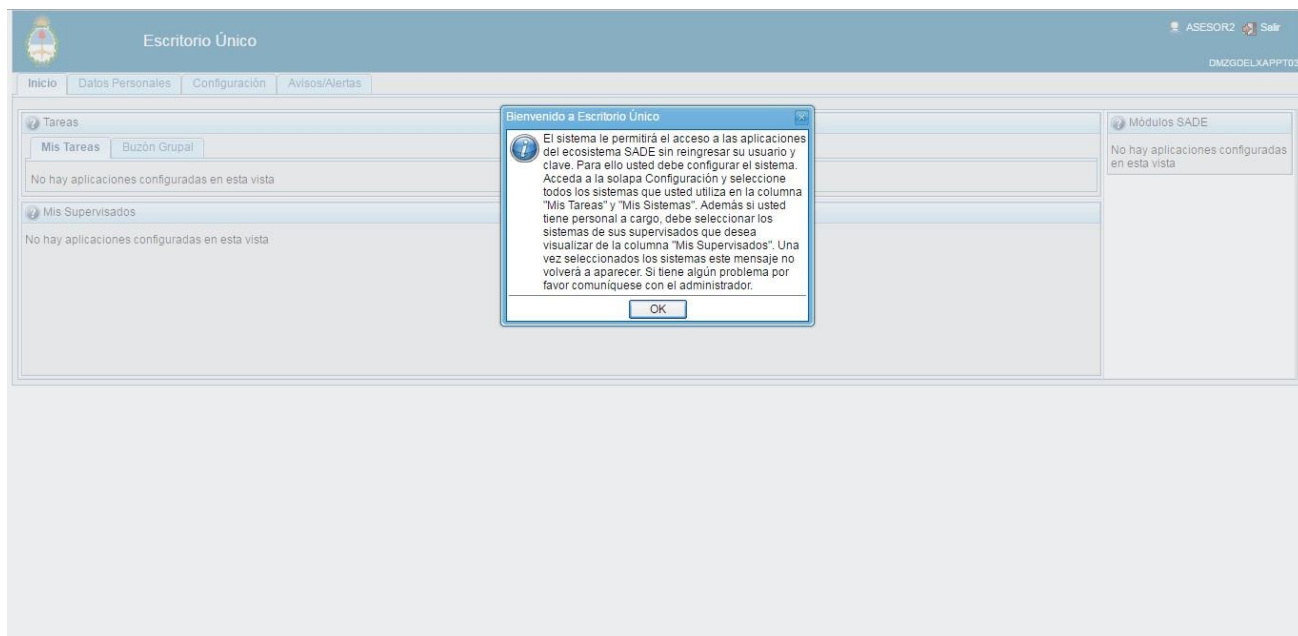 Escritorio Único
ASESOR2 Salir
DMZGDELXAPPT03
Inicio Datos Personales Configuración Avisos/Alertas
Tareas
Mis Tareas Buzón Grupal
No hay aplicaciones configuradas en esta vista
Mis Supervisados
No hay aplicaciones configuradas en esta vista
Bienvenido a Escritorio Único
El sistema le permitirá el acceso a las aplicaciones
del ecosistema SADE sin reingresar su usuario y
clave. Para ello usted debe configurar el sistema.
Acceda a la solapa Configuración y seleccione
todos los sistemas que usted utiliza en la columna
"Mis Tareas" y "Mis Sistemas". Además si usted
tiene personal a cargo, debe seleccionar los
sistemas de sus supervisados que desea
visualizar de la columna "Mis Supervisados". Una
vez seleccionados los sistemas este mensaje no
volverá a aparecer. Si tiene algún problema por
favor comuníquese con el administrador.
OK
Módulos SADE
No hay aplicaciones configuradas
en esta vista